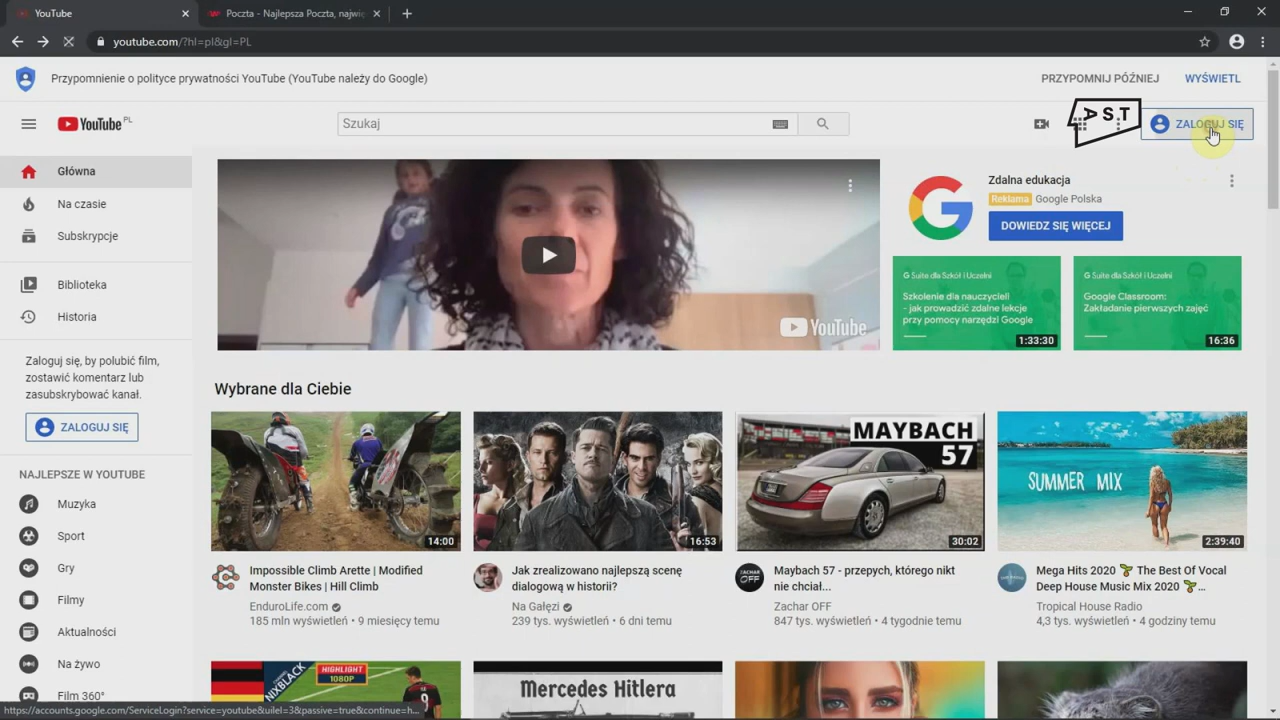 YouTube
Poczta - Najlepsza Poczta, najwię
youtube.com/?hl=pl&gl=PL
Przypomnienie o polityce prywatności YouTube (YouTube należy do Google)
PRZYPOMNIJ PÓŹNIEJ
WYŚWIETL
YouTube PL
Szukaj
AST
ZALOGUJ SIĘ
Główna
Na czasie
Subskrypcje
Biblioteka
Historia
Zaloguj się, by polubić film,
zostawić komentarz lub
zasubskrybować kanał.
ZALOGUJ SIĘ
NAJLEPSZE W YOUTUBE
Muzyka
Sport
Gry
Filmy
Aktualności
Na żywo
Film 360°
YouTube
Zdalna edukacja
Reklama Google Polska
DOWIEDZ SIĘ WIĘCEJ
G Suite dla Szkół i Uczelni
Szkolenie dla nauczycieli
- jak prowadzić zdalne lekcje
przy pomocy narzędzi Google
1:33:30
G Suite dla Szkół i Uczelni
Google Classroom:
Zakładanie pierwszych zajęć
16:36
Wybrane dla Ciebie
14:00
Impossible Climb Arette | Modified
Monster Bikes | Hill Climb
EnduroLife.com
185 mln wyświetleń • 9 miesięcy temu
16:53
Jak zrealizowano najlepszą scenę
dialogową w historii?
Na Gałęzi
239 tys. wyświetleń • 6 dni temu
MAYBACH
57
30:02
ZACHAR
OFF
Maybach 57 - przepych, którego nikt
nie chciał...
Zachar OFF
847 tys. wyświetleń • 4 tygodnie temu
SUMMER MIX
2:39:40
Mega Hits 2020 🌱 The Best Of Vocal
Deep House Music Mix 2020 🌱...
Tropical House Radio
4,3 tys. wyświetleń • 4 godziny temu
NIXBLACK
HIGHLIGHT
1080P
9
Mercedes Hitlera
https://accounts.google.com/ServiceLogin?service=youtube&uilel=3&passive=true&continue=h...